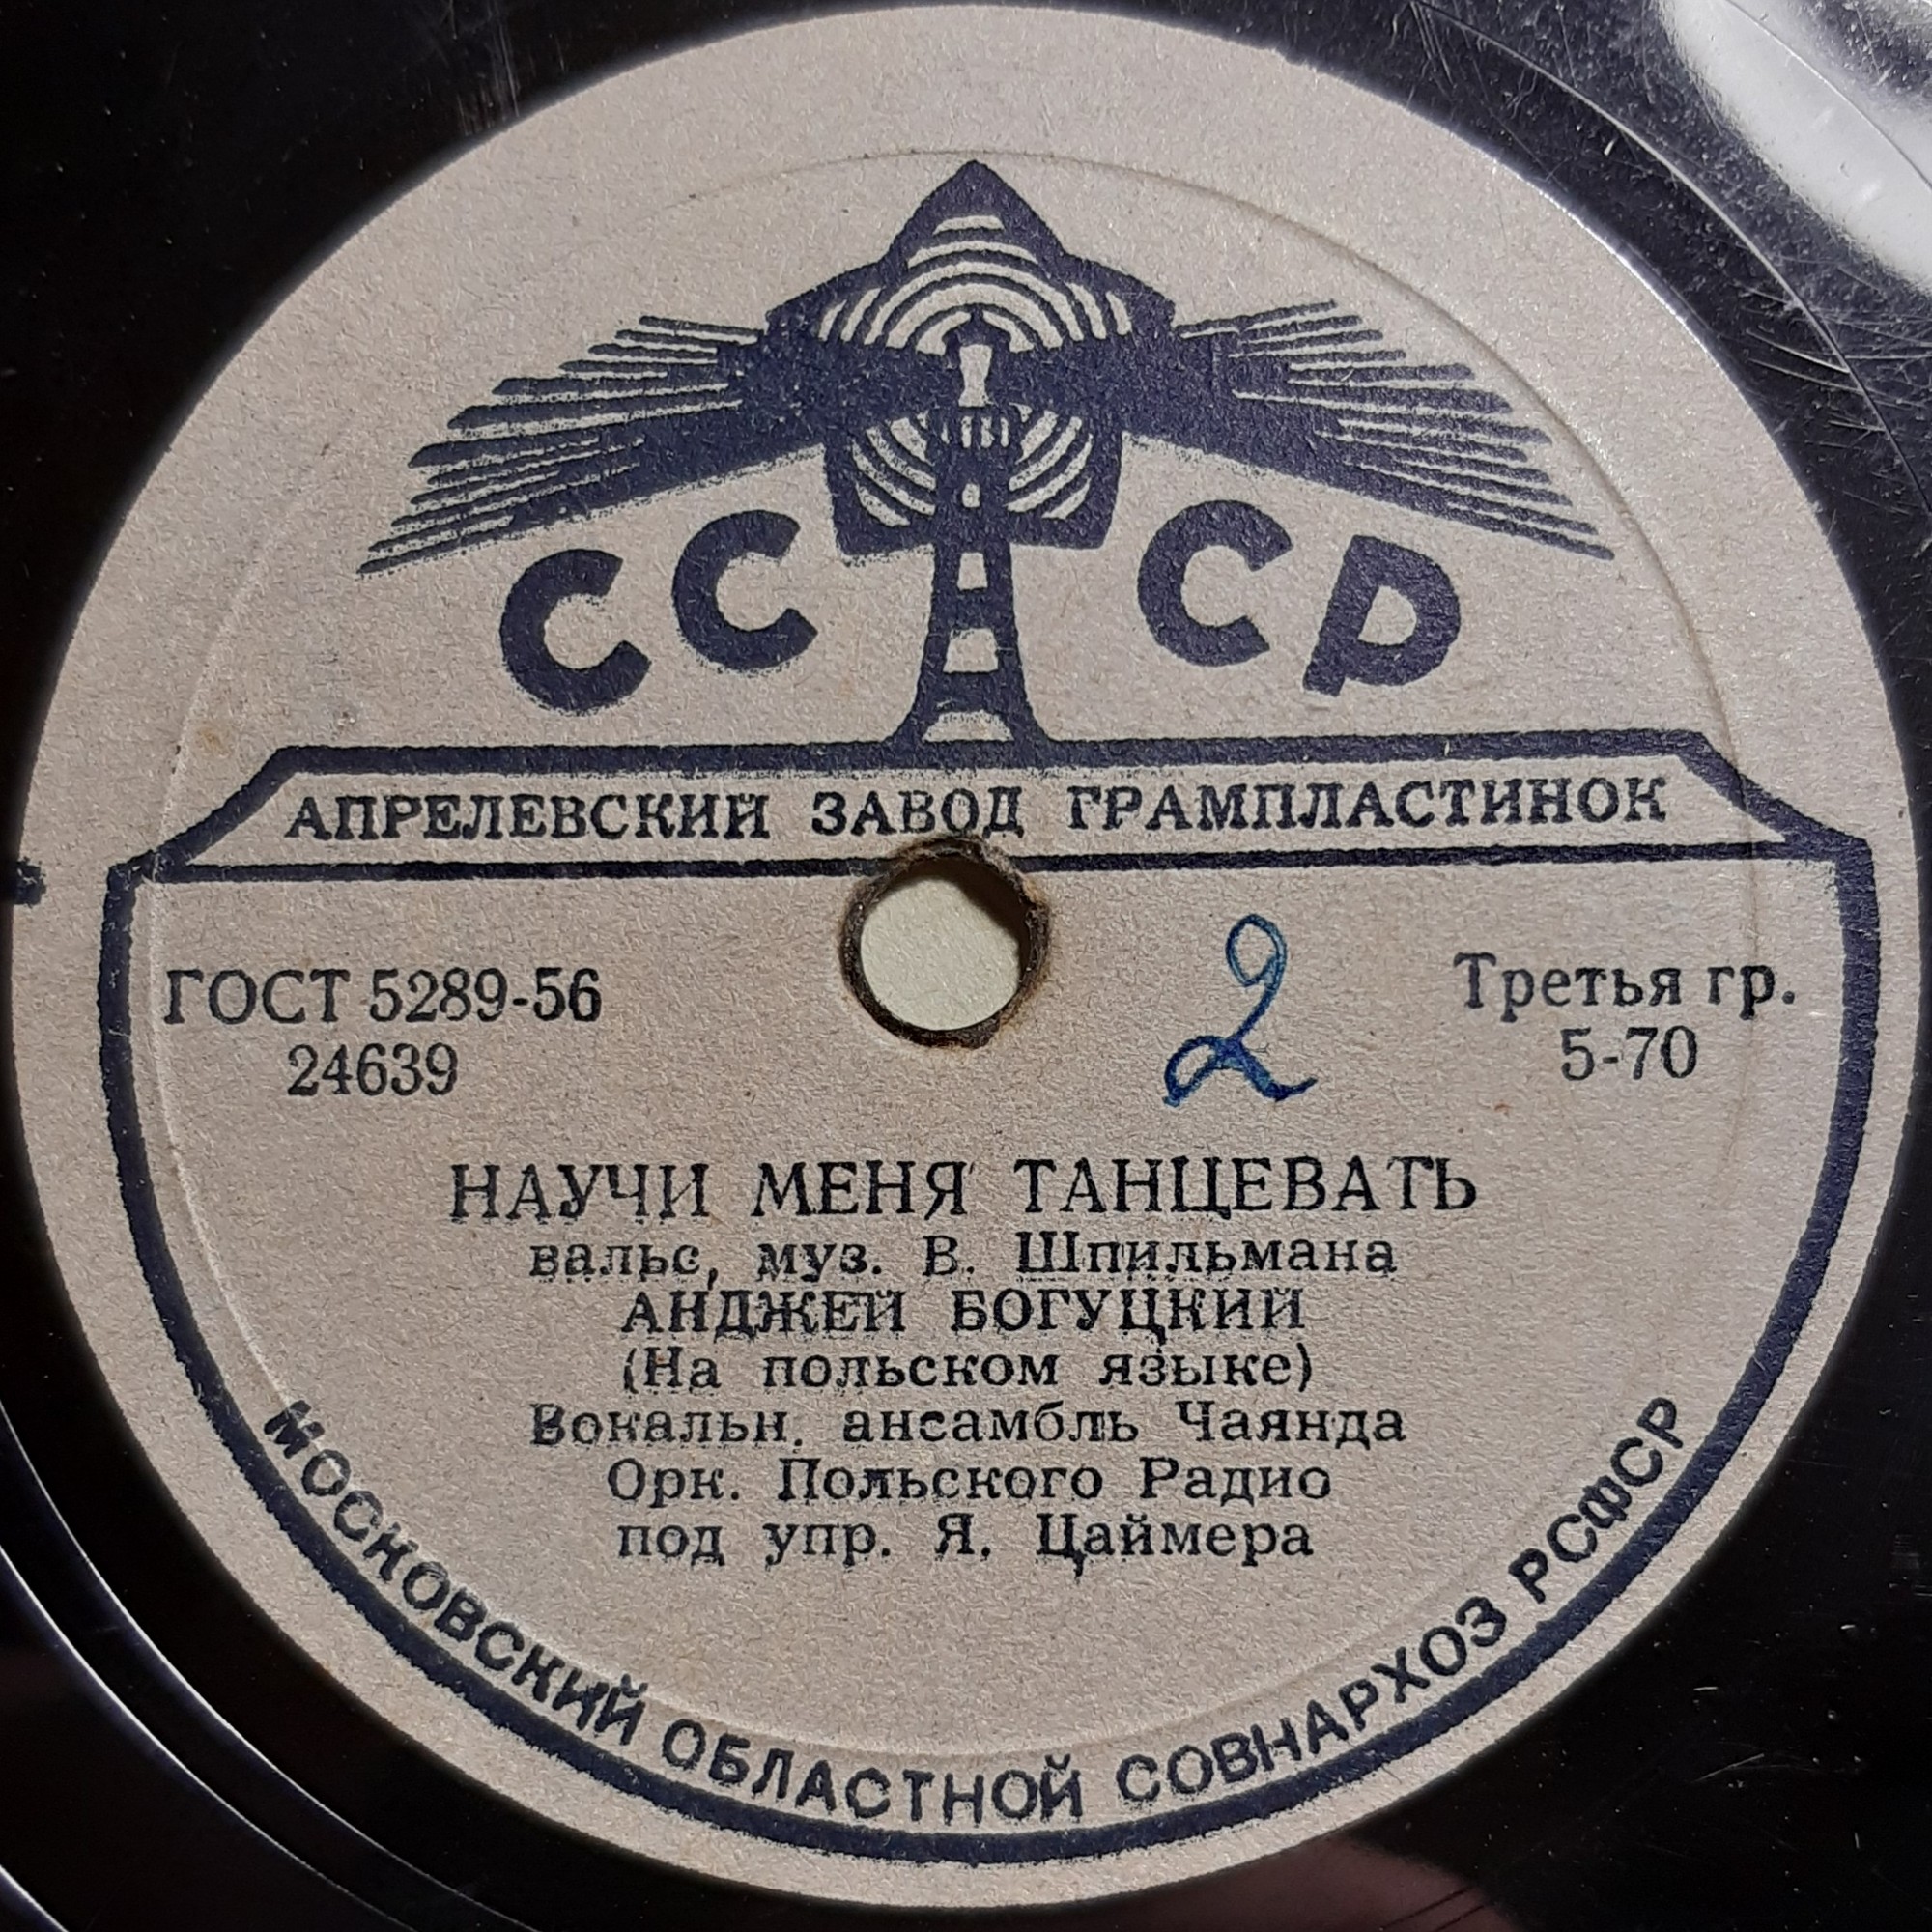 СССР
АПРЕЛЕВСКИЙ ЗАВОД ГРАМПЛАСТИНОК
ГОСТ 5289-56
24639
2
Третья гр.
5-70
НАУЧИ МЕНЯ ТАНЦЕВАТЬ
вальс, муз. В. Шпильмана
АНДЖЕЙ БОГУЦКИЙ
(На польском языке)
Вокальн. ансамбль Чаянда
Орк. Польского Радио
под упр. Я. Цаймера
МОСКОВСКИЙ ОБЛАСТНОЙ СОВНАРХОЗ РСФСР